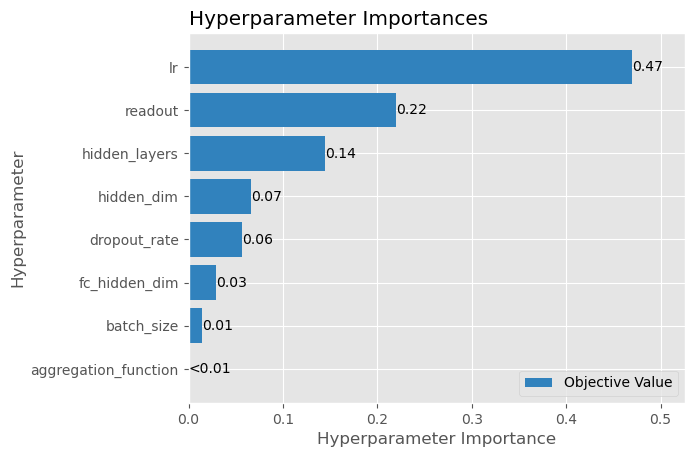 Hyperparameter Importances
Hyperparameter
lr
0.47
readout
0.22
hidden_layers
0.14
hidden_dim
0.07
dropout_rate
0.06
fc_hidden_dim
0.03
batch_size
0.01
aggregation_function
<0.01
Objective Value
0.0 0.1 0.2 0.3 0.4 0.5
Hyperparameter Importance